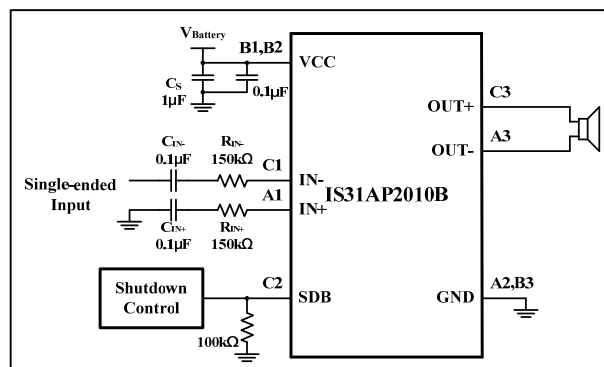 VBattery
B1,B2
VCC
CS
1μF
0.1μF
C3
OUT+
A3
OUT-
CIN-
0.1μF
RIN-
150kΩ
C1
IN-
Single-ended
Input
A1
IN+
IS31AP2010B
CIN+
0.1μF
RIN+
150kΩ
Shutdown
Control
C2
SDB
A2,B3
GND
100kΩ